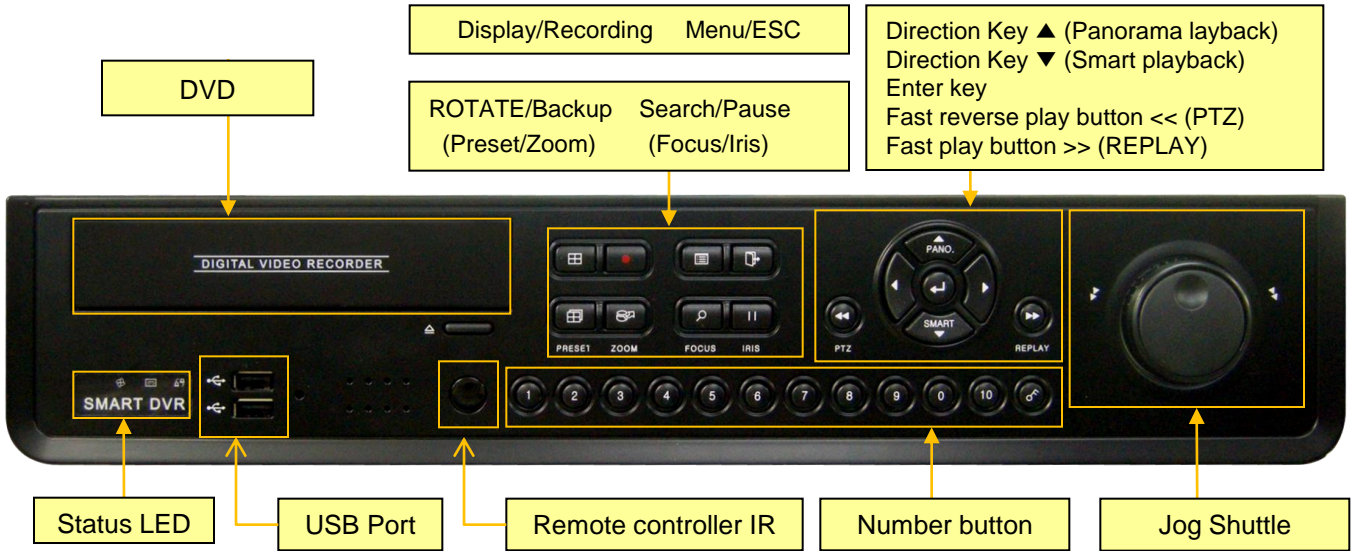 Display/Recording Menu/ESC
Direction Key ▲ (Panorama layback)
Direction Key ▼ (Smart playback)
Enter key
Fast reverse play button << (PTZ)
Fast play button >> (REPLAY)
DVD
ROTATE/Backup Search/Pause
(Preset/Zoom) (Focus/Iris)
DIGITAL VIDEO RECORDER
PANO.
SMART
PTZ
REPLAY
PRESET ZOOM FOCUS IRIS
SMART DVR
1 2 3 4 5 6 7 8 9 0 10
Status LED
USB Port
Remote controller IR
Number button
Jog Shuttle